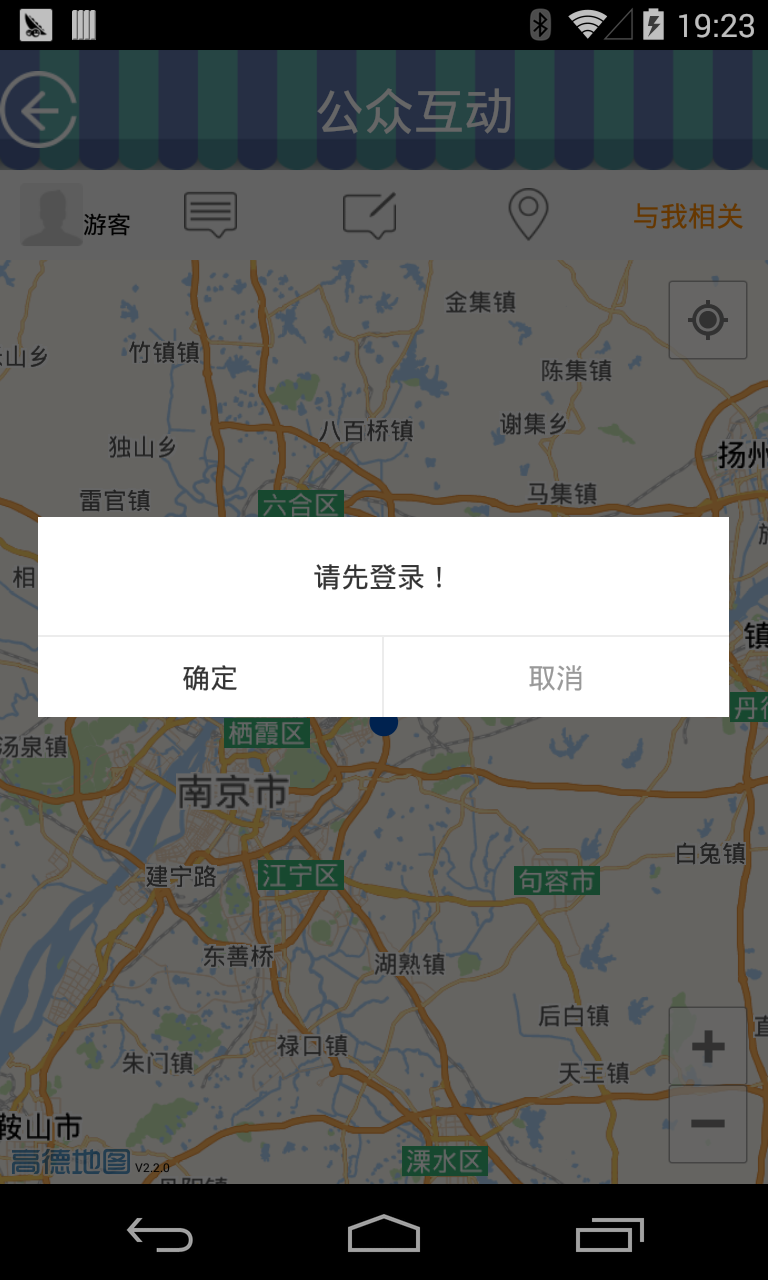 19:23
公众互动
游客
与我相关
金集镇
竹镇镇
山乡
陈集镇
谢集乡
八百桥镇
独山乡
扬州
雷官镇
马集镇
六合区
相
请先登录！
镇
确定
取消
丹
栖霞区
汤泉镇
南京市
白兔镇
建宁路
江宁区
句容市
东善桥
湖熟镇
后白镇
禄口镇
朱门镇
天王镇
鞍山市
高德地图 V2.2.0
溧水区